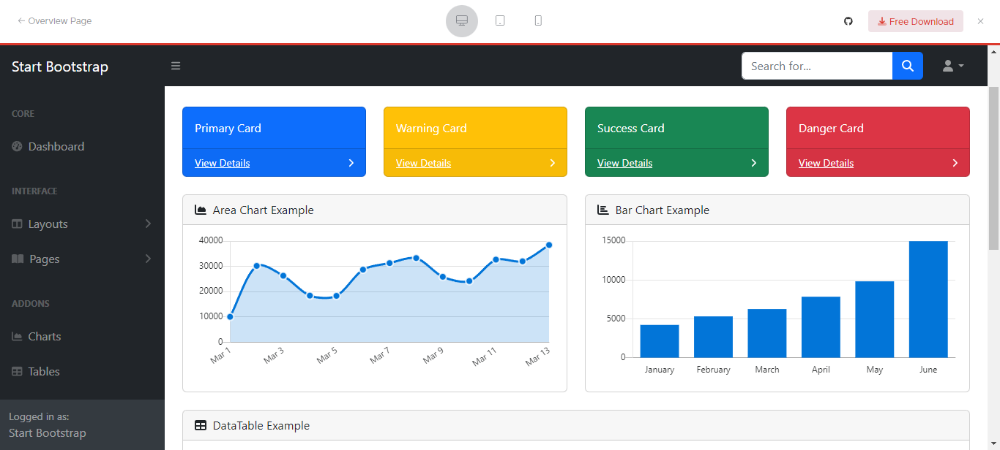 ← Overview Page
Free Download
Start Bootstrap
Search for...
CORE
Dashboard
INTERFACE
Layouts
Pages
ADDONS
Charts
Tables
Logged in as:
Start Bootstrap
Primary Card
View Details
Warning Card
View Details
Success Card
View Details
Danger Card
View Details
Area Chart Example
40000
30000
20000
10000
0
Mar 1
Mar 3
Mar 5
Mar 7
Mar 9
Mar 11
Mar 13
Bar Chart Example
15000
10000
5000
0
January
February
March
April
May
June
DataTable Example